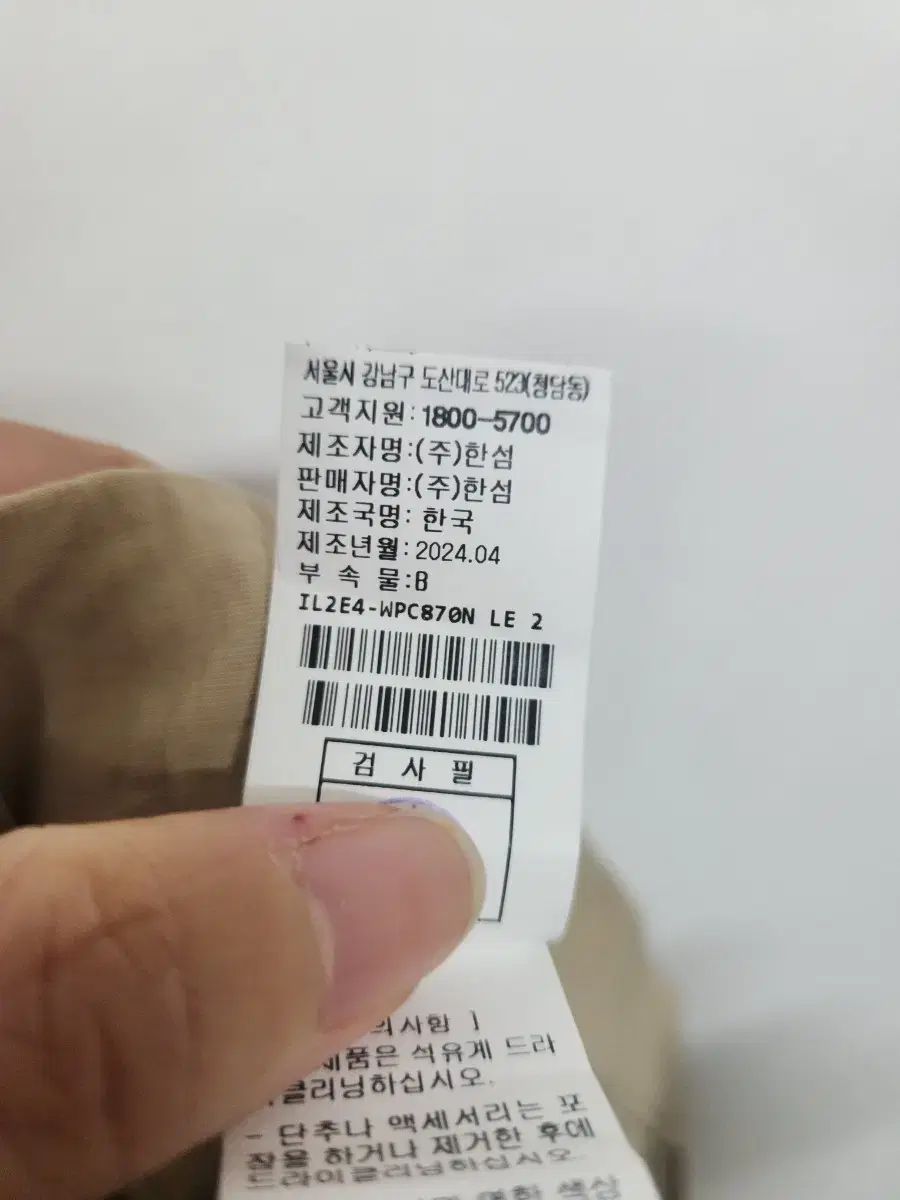 서울시 강남구 도산대로 523(청담동)
고객지원: 1800-5700
제조자명:(주)한섬
판매자명:(주)한섬
제조국명: 한국
제조년월: 2024.04
부 속 물:B
IL2E4-WPC870N LE 2
검 사 필
의사항 ]
제품은 석유계 드라
클리닝하십시오.
- 단추나 액세서리는 포
장을 하거나 제거한 후에
드라이클리닝하십시오.
색상